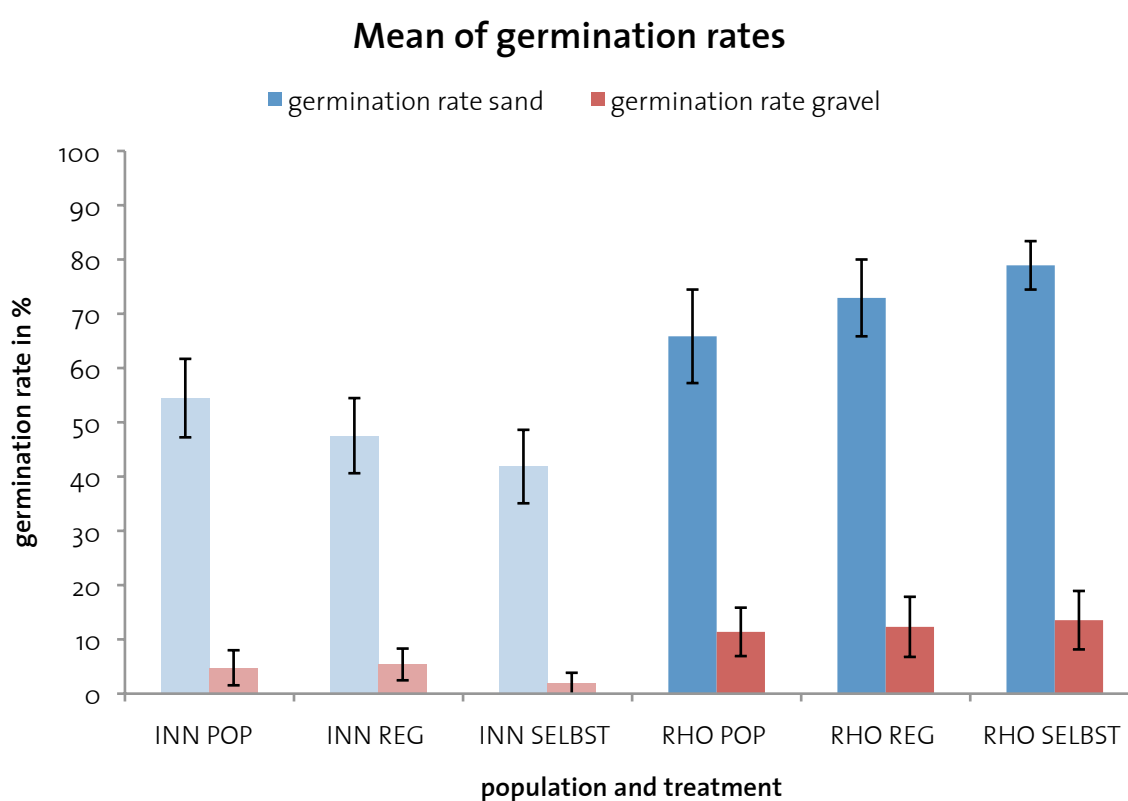 Mean of germination rates
germination rate sand germination rate gravel
100
90
80
70
60
50
40
30
20
10
0
germination rate in %
INN POP INN REG INN SELBST RHO POP RHO REG RHO SELBST
population and treatment